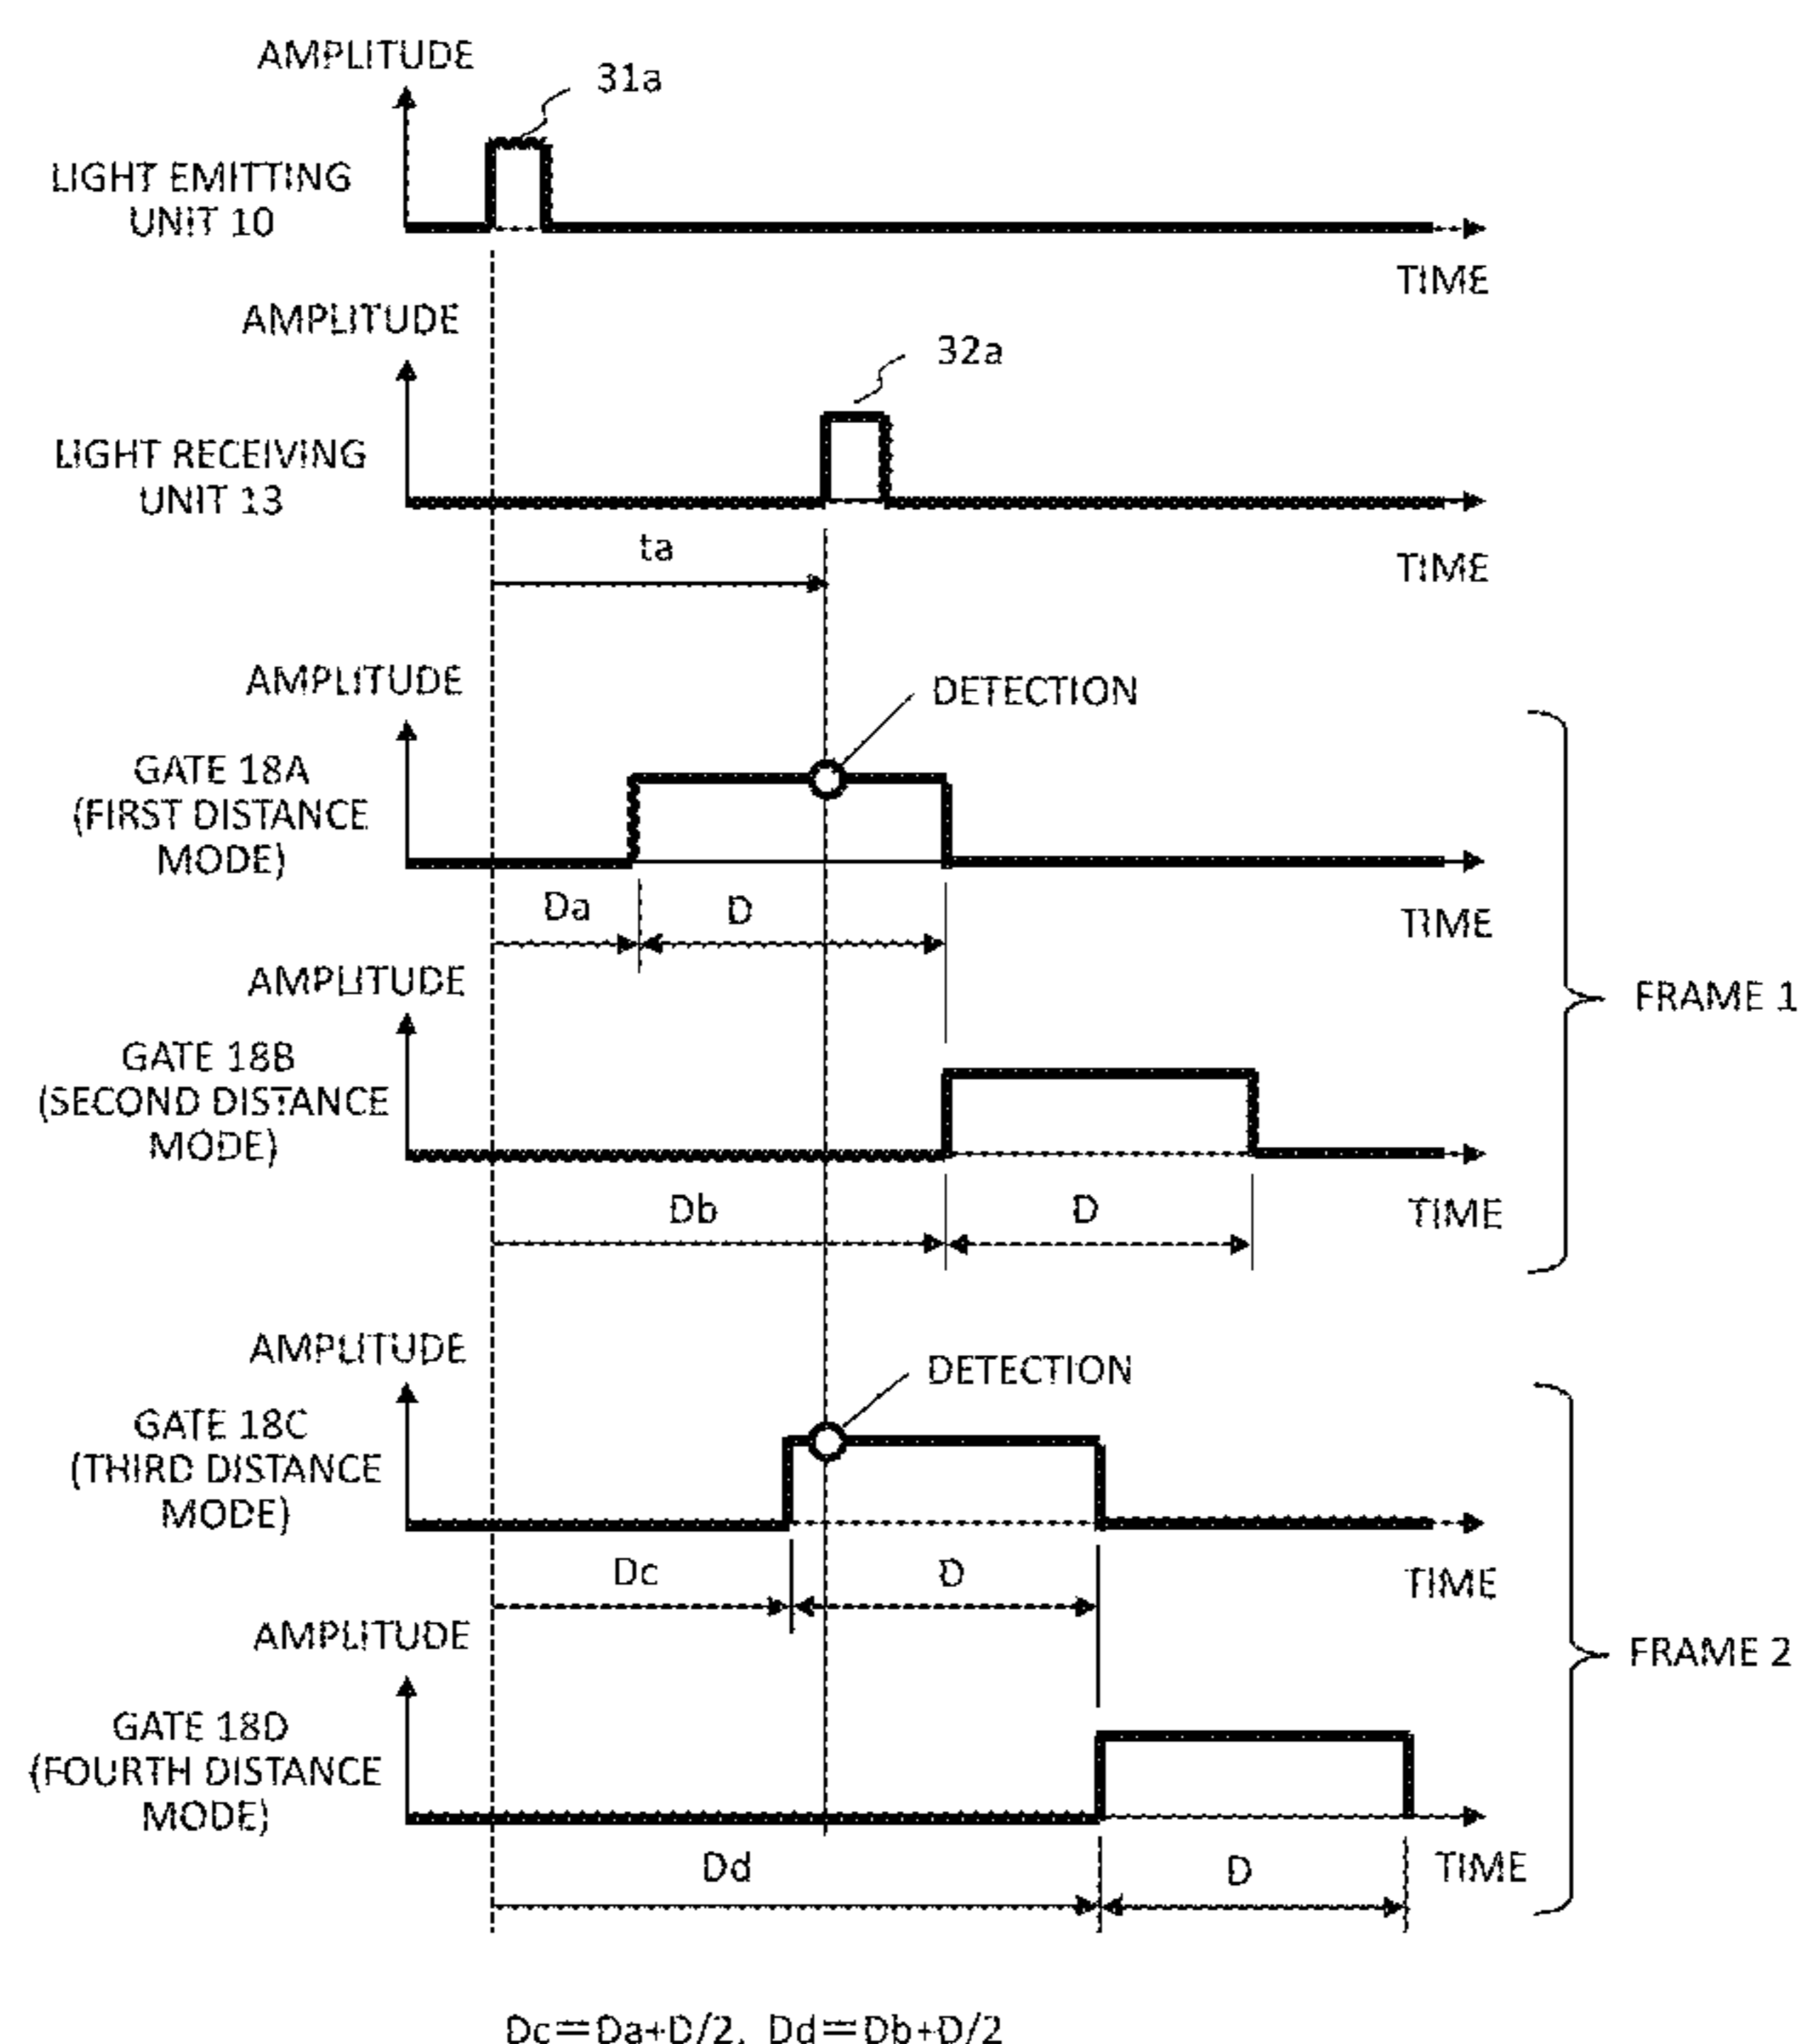 AMPLITUDE
31a
LIGHT EMITTING
UNIT 10
TIME
AMPLITUDE
32a
LIGHT RECEIVING
UNIT 13
ta
TIME
AMPLITUDE
DETECTION
GATE 18A
(FIRST DISTANCE
MODE)
Da
D
TIME
AMPLITUDE
FRAME 1
GATE 18B
(SECOND DISTANCE
MODE)
Db
D
TIME
AMPLITUDE
DETECTION
GATE 18C
(THIRD DISTANCE
MODE)
Dc
D
TIME
AMPLITUDE
FRAME 2
GATE 18D
(FOURTH DISTANCE
MODE)
Dd
D
TIME
Dc=Da+D/2, Dd=Db+D/2